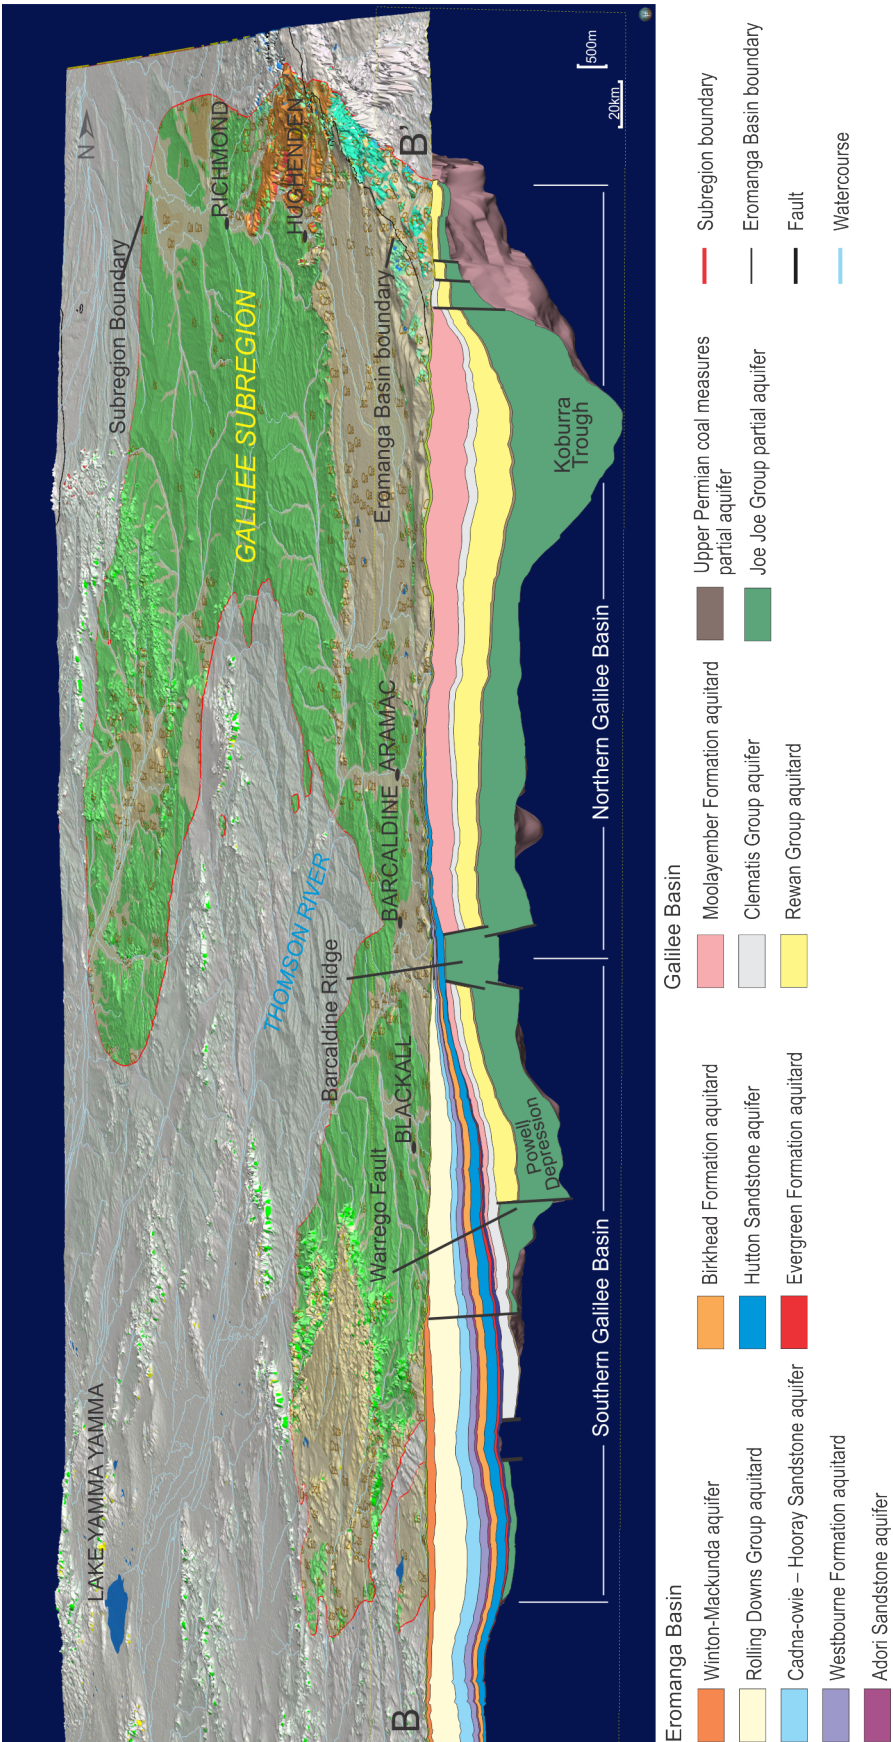 N
LAKE YAMMA YAMMA
Subregion Boundary
RICHMOND
HUGHENDEN
GALILEE SUBREGION
THOMSON RIVER
Barcaldine Ridge
Warrego Fault
BLACKALL
BARCALDINE
ARAMAC
Eromanga Basin boundary
B
B'
Powell
Depression
Koburra
Trough
Southern Galilee Basin
Northern Galilee Basin
500m
20km
Eromanga Basin
Winton-Mackunda aquifer
Rolling Downs Group aquitard
Cadna-owie – Hooray Sandstone aquifer
Westbourne Formation aquitard
Adori Sandstone aquifer
Birkhead Formation aquitard
Hutton Sandstone aquifer
Evergreen Formation aquitard
Galilee Basin
Moolayember Formation aquitard
Clematis Group aquifer
Rewan Group aquitard
Upper Permian coal measures
partial aquifer
Joe Joe Group partial aquifer
Subregion boundary
Eromanga Basin boundary
Fault
Watercourse